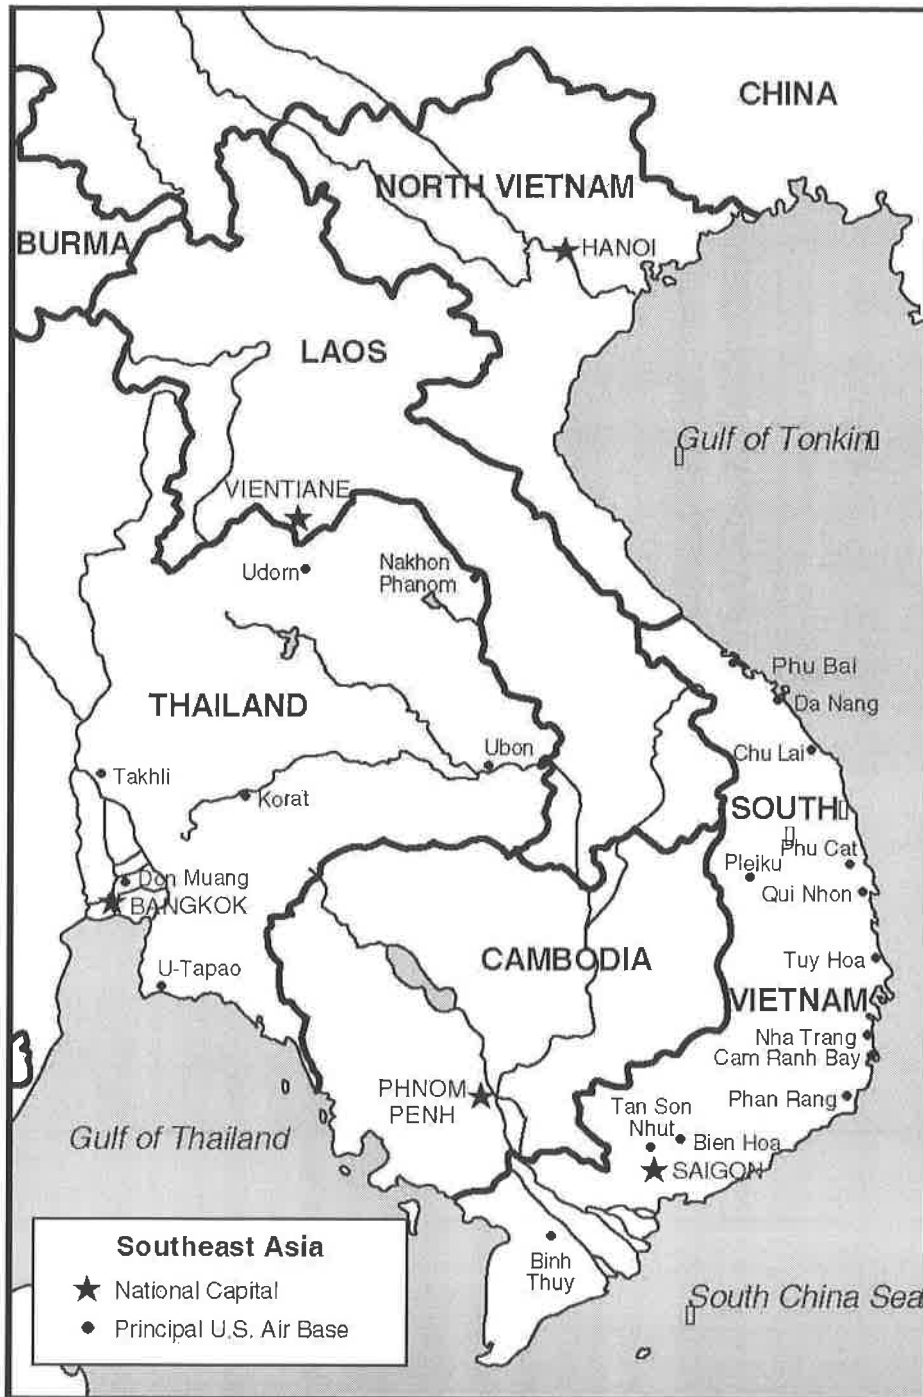 CHINA
NORTH VIETNAM
BURMA
HANOI
LAOS
Gulf of Tonkin
VIENTIANE
Udorn
Nakhon
Phanom
Phu Bai
THAILAND
Da Nang
Ubon
Chu Lai
Takhli
Korat
SOUTH
Phu Cat
Pleiku
Don Muang
Qui Nhon
BANGKOK
CAMBODIA
Tuy Hoa
U-Tapao
VIETNAM
Nha Trang
Cam Ranh Bay
PHNOM
PENH
Phan Rang
Tan Son
Nhut
Gulf of Thailand
Bien Hoa
SAIGON
Southeast Asia
National Capital
Principal U.S. Air Base
Binh
Thuy
South China Sea